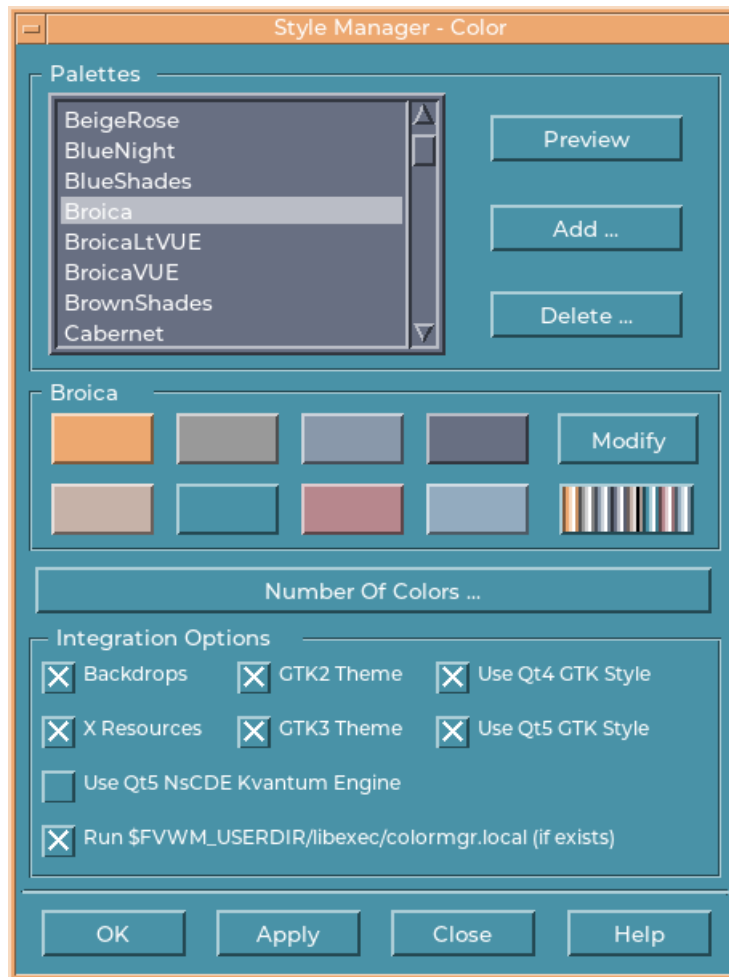 Style Manager - Color
Palettes
BeigeRose
BlueNight
BlueShades
Broica
BroicaLtVUE
BroicaVUE
BrownShades
Cabernet
Preview
Add ...
Delete ...
Broica
Modify
Number Of Colors ...
Integration Options
Backdrops GTK2 Theme Use Qt4 GTK Style
X Resources GTK3 Theme Use Qt5 GTK Style
Use Qt5 NsCDE Kvantum Engine
Run $FVWM_USERDIR/libexec/colormgr.local (if exists)
OK Apply Close Help